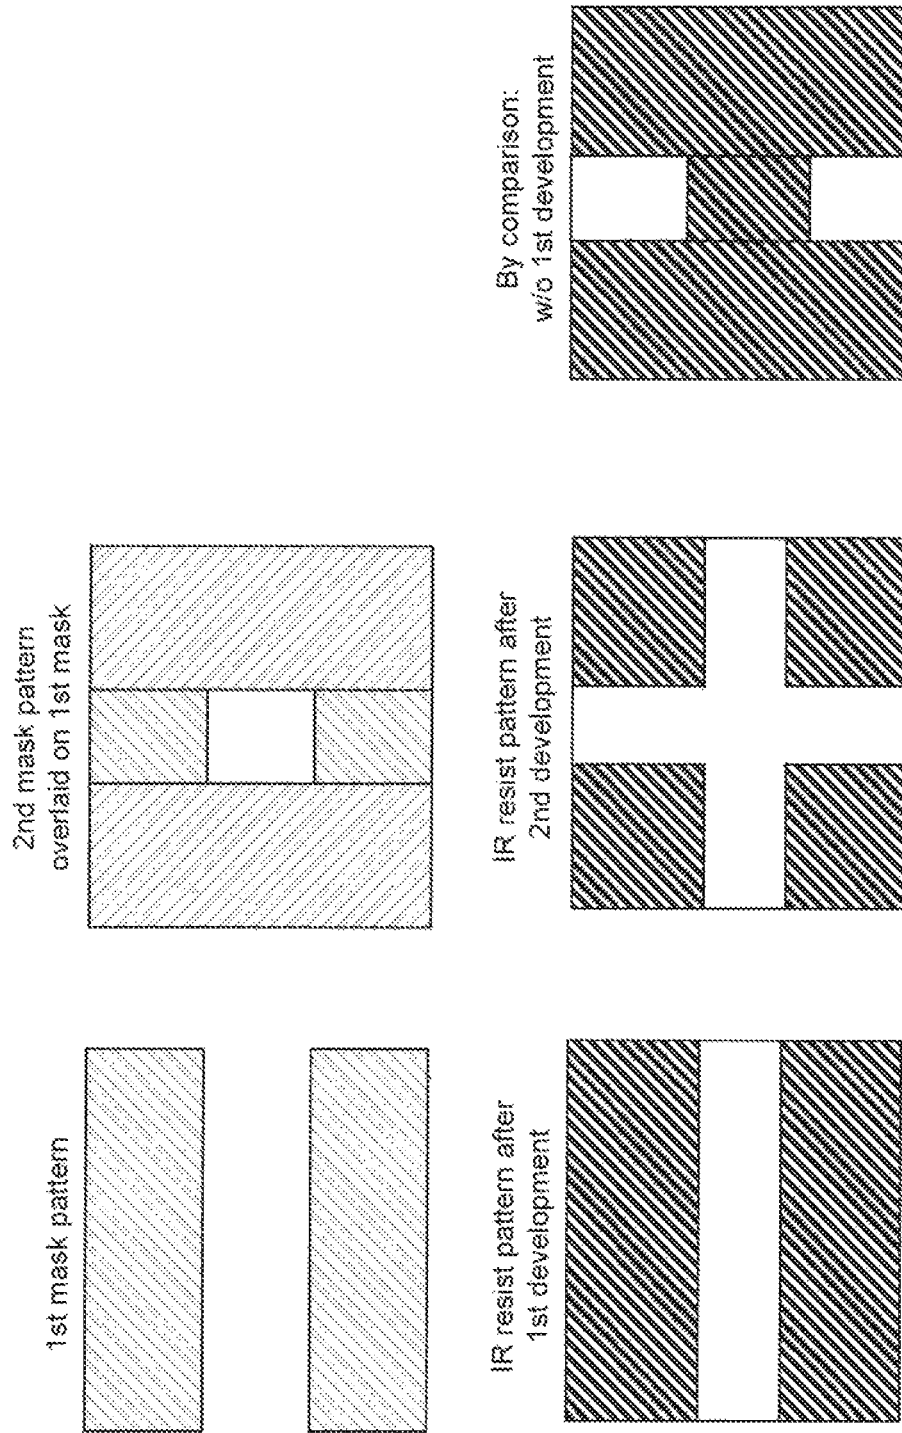 1st mask pattern
2nd mask pattern
overlaid on 1st mask
IR resist pattern after
1st development
IR resist pattern after
2nd development
By comparison:
w/o 1st development